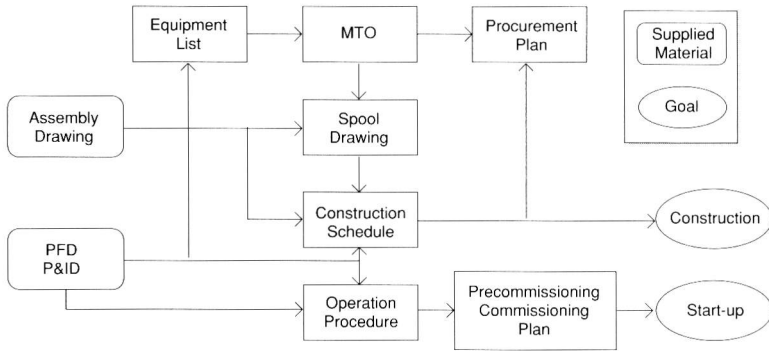 Equipment
List
MTO
Procurement
Plan
Supplied
Material
Goal
Assembly
Drawing
Spool
Drawing
Construction
Schedule
Construction
PFD
P&ID
Operation
Procedure
Precommissioning
Commissioning
Plan
Start-up